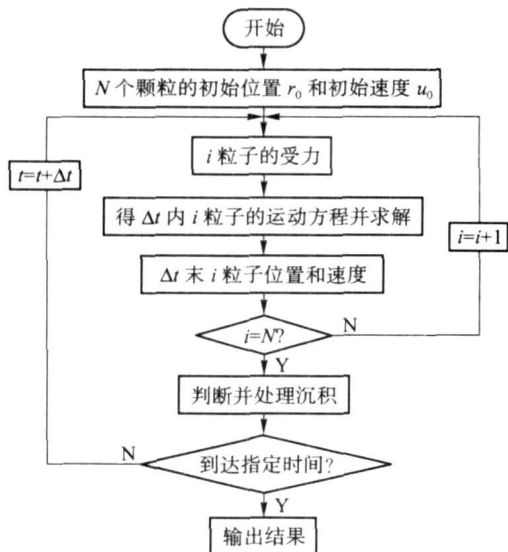 开始
N 个颗粒的初始位置 r₀ 和初始速度 u₀
i 粒子的受力
t=t+Δt
得 Δt 内 i 粒子的运动方程并求解
i=i+1
Δt 末 i 粒子位置和速度
i=N?
N
Y
判断并处理沉积
N
到达指定时间?
Y
输出结果